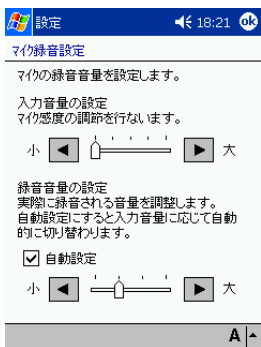 設定 18:21 ok
マイク録音設定
マイクの録音音量を設定します。
入力音量の設定
マイク感度の調節を行ないます。
小 大
録音音量の設定
実際に録音される音量を調整します。
自動設定にすると入力音量に応じて自動
的に切り替わります。
自動設定
小 大
A